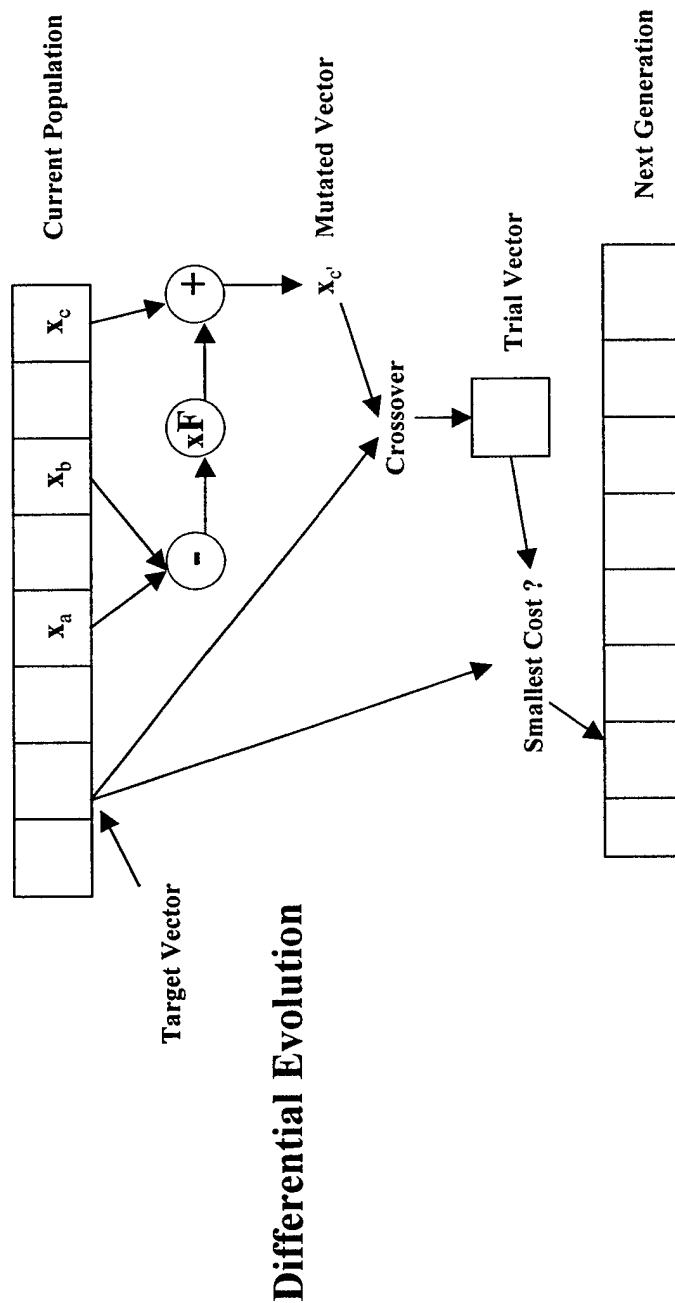 Differential Evolution
Current Population
x_a
x_b
x_c
Target Vector
-
xF
+
x_c'
Mutated Vector
Crossover
Trial Vector
Smallest Cost ?
Next Generation